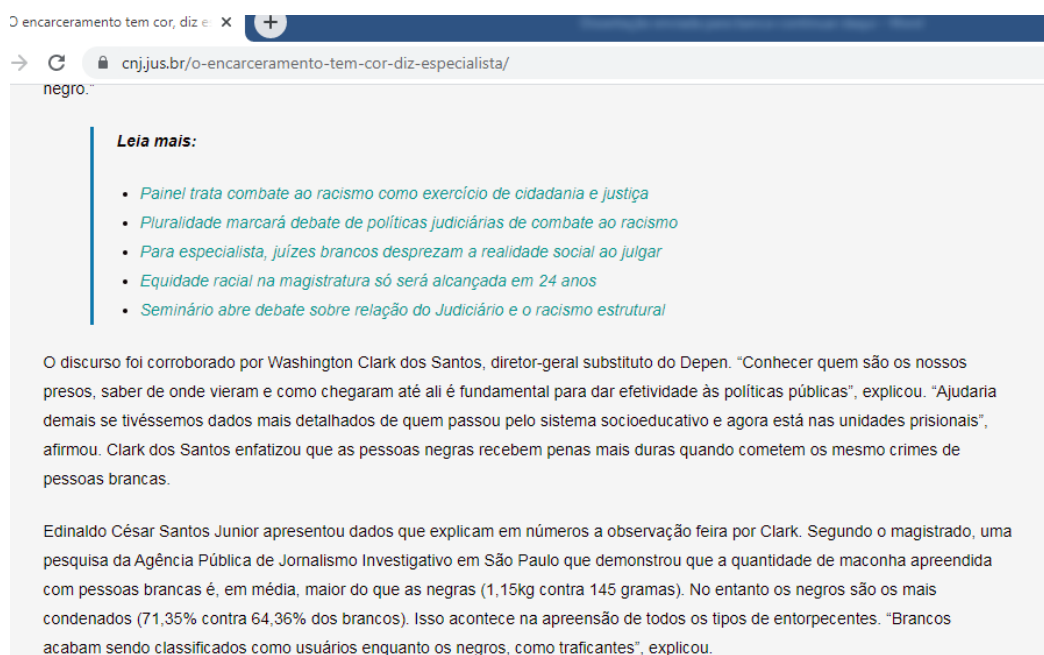 O encarceramento tem cor, diz e
cnj.jus.br/o-encarceramento-tem-cor-diz-especialista/
negro."
Leia mais:
• Painel trata combate ao racismo como exercício de cidadania e justiça
• Pluralidade marcará debate de políticas judiciárias de combate ao racismo
• Para especialista, juízes brancos desprezam a realidade social ao julgar
• Equidade racial na magistratura só será alcançada em 24 anos
• Seminário abre debate sobre relação do Judiciário e o racismo estrutural
O discurso foi corroborado por Washington Clark dos Santos, diretor-geral substituto do Depen. “Conhecer quem são os nossos
presos, saber de onde vieram e como chegaram até ali é fundamental para dar efetividade às políticas públicas”, explicou. “Ajudaria
demais se tivéssemos dados mais detalhados de quem passou pelo sistema socioeducativo e agora está nas unidades prisionais”,
afirmou. Clark dos Santos enfatizou que as pessoas negras recebem penas mais duras quando cometem os mesmo crimes de
pessoas brancas.
Edinaldo César Santos Junior apresentou dados que explicam em números a observação feira por Clark. Segundo o magistrado, uma
pesquisa da Agência Pública de Jornalismo Investigativo em São Paulo que demonstrou que a quantidade de maconha apreendida
com pessoas brancas é, em média, maior do que as negras (1,15kg contra 145 gramas). No entanto os negros são os mais
condenados (71,35% contra 64,36% dos brancos). Isso acontece na apreensão de todos os tipos de entorpecentes. “Brancos
acabam sendo classificados como usuários enquanto os negros, como traficantes”, explicou.